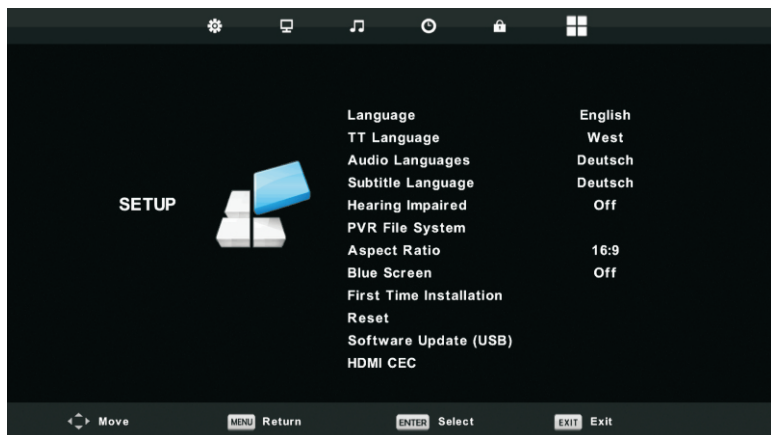 Language English
TT Language West
Audio Languages Deutsch
Subtitle Language Deutsch
SETUP
Hearing Impaired Off
PVR File System
Aspect Ratio 16:9
Blue Screen Off
First Time Installation
Reset
Software Update (USB)
HDMI CEC
Move MENU Return ENTER Select EXIT Exit